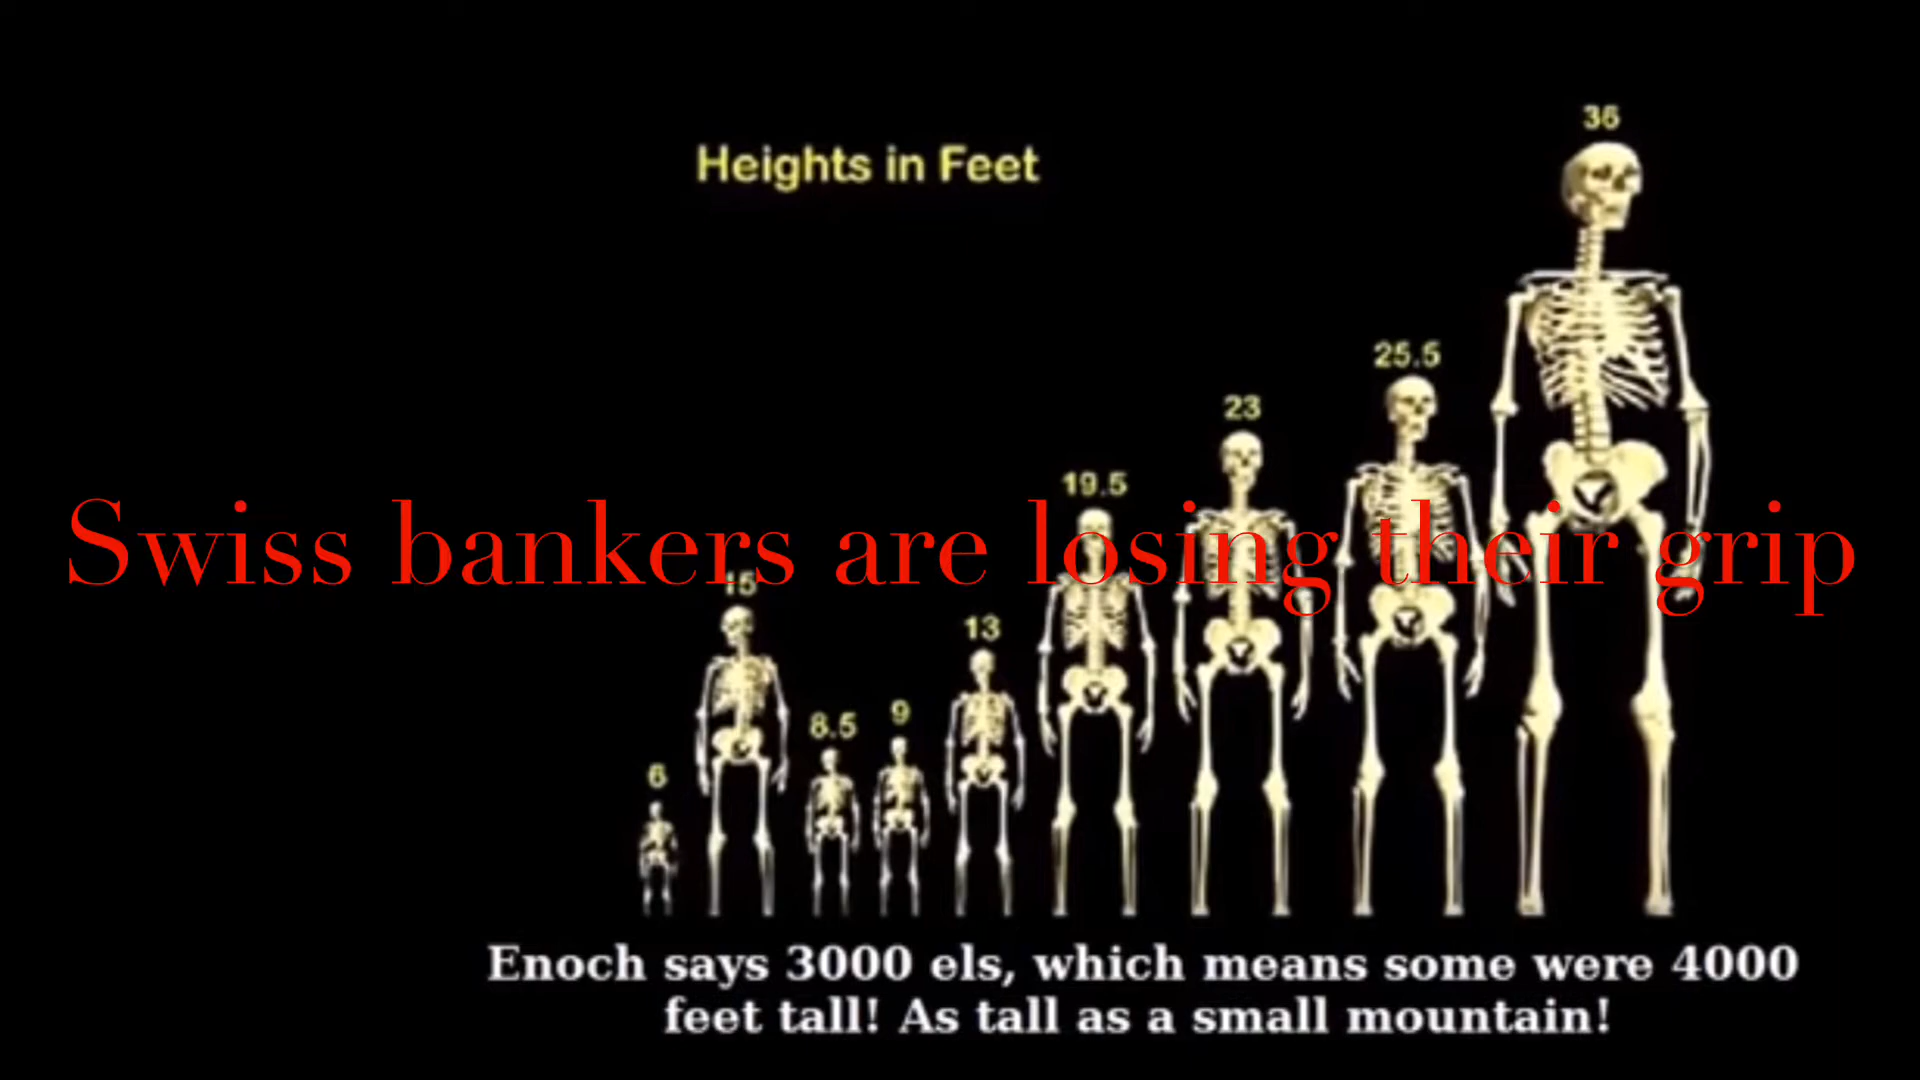 36
Heights in Feet
25.5
23
19.5
Swiss bankers are losing their grip
15
13
9
8.5
6
Enoch says 3000 els, which means some were 4000
feet tall! As tall as a small mountain!